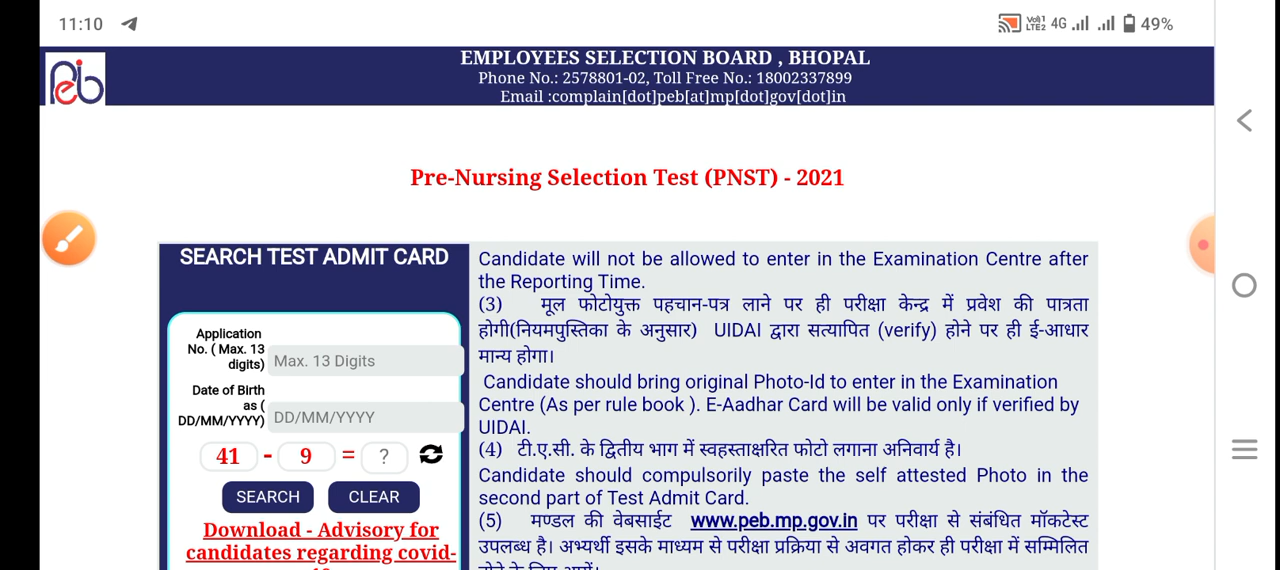 11:10
Vo)) 1
LTE2 4G 49%
peb
EMPLOYEES SELECTION BOARD , BHOPAL
Phone No.: 2578801-02, Toll Free No.: 18002337899
Email :complain[dot]peb[at]mp[dot]gov[dot]in
Pre-Nursing Selection Test (PNST) - 2021
SEARCH TEST ADMIT CARD
Application
No. ( Max. 13
digits)
Max. 13 Digits
Date of Birth
as (
DD/MM/YYYY)
DD/MM/YYYY
41 - 9 = ?
SEARCH CLEAR
Download - Advisory for
candidates regarding covid-
Candidate will not be allowed to enter in the Examination Centre after
the Reporting Time.
(3) मूल फोटोयुक्त पहचान-पत्र लाने पर ही परीक्षा केन्द्र में प्रवेश की पात्रता
होगी(नियमपुस्तिका के अनुसार) UIDAI द्वारा सत्यापित (verify) होने पर ही ई-आधार
मान्य होगा।
Candidate should bring original Photo-Id to enter in the Examination
Centre (As per rule book ). E-Aadhar Card will be valid only if verified by
UIDAI.
(4) टी.ए.सी. के द्वितीय भाग में स्वहस्ताक्षरित फोटो लगाना अनिवार्य है।
Candidate should compulsorily paste the self attested Photo in the
second part of Test Admit Card.
(5) मण्डल की वेबसाईट www.peb.mp.gov.in पर परीक्षा से संबंधित मॉकटेस्ट
उपलब्ध है। अभ्यर्थी इसके माध्यम से परीक्षा प्रक्रिया से अवगत होकर ही परीक्षा में सम्मिलित